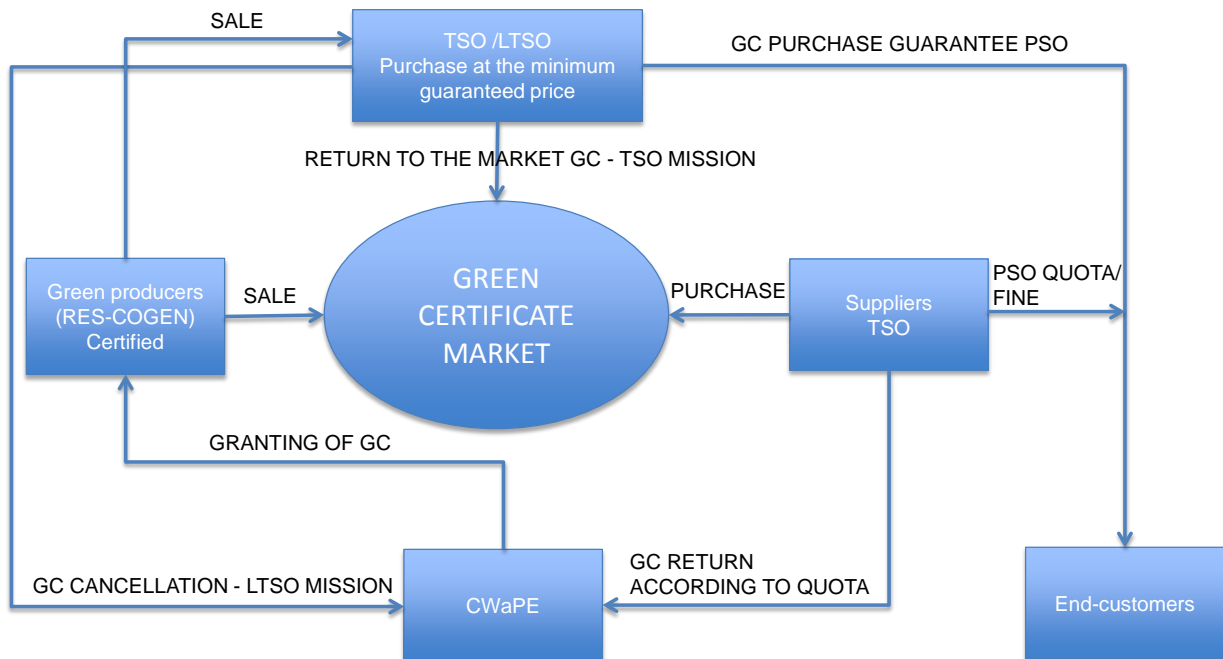 SALE
TSO /LTSO
Purchase at the minimum
guaranteed price
GC PURCHASE GUARANTEE PSO
RETURN TO THE MARKET GC - TSO MISSION
Green producers
(RES-COGEN)
Certified
SALE
GREEN
CERTIFICATE
MARKET
PURCHASE
Suppliers
TSO
PSO QUOTA/
FINE
GRANTING OF GC
GC CANCELLATION - LTSO MISSION
CWaPE
GC RETURN
ACCORDING TO QUOTA
End-customers